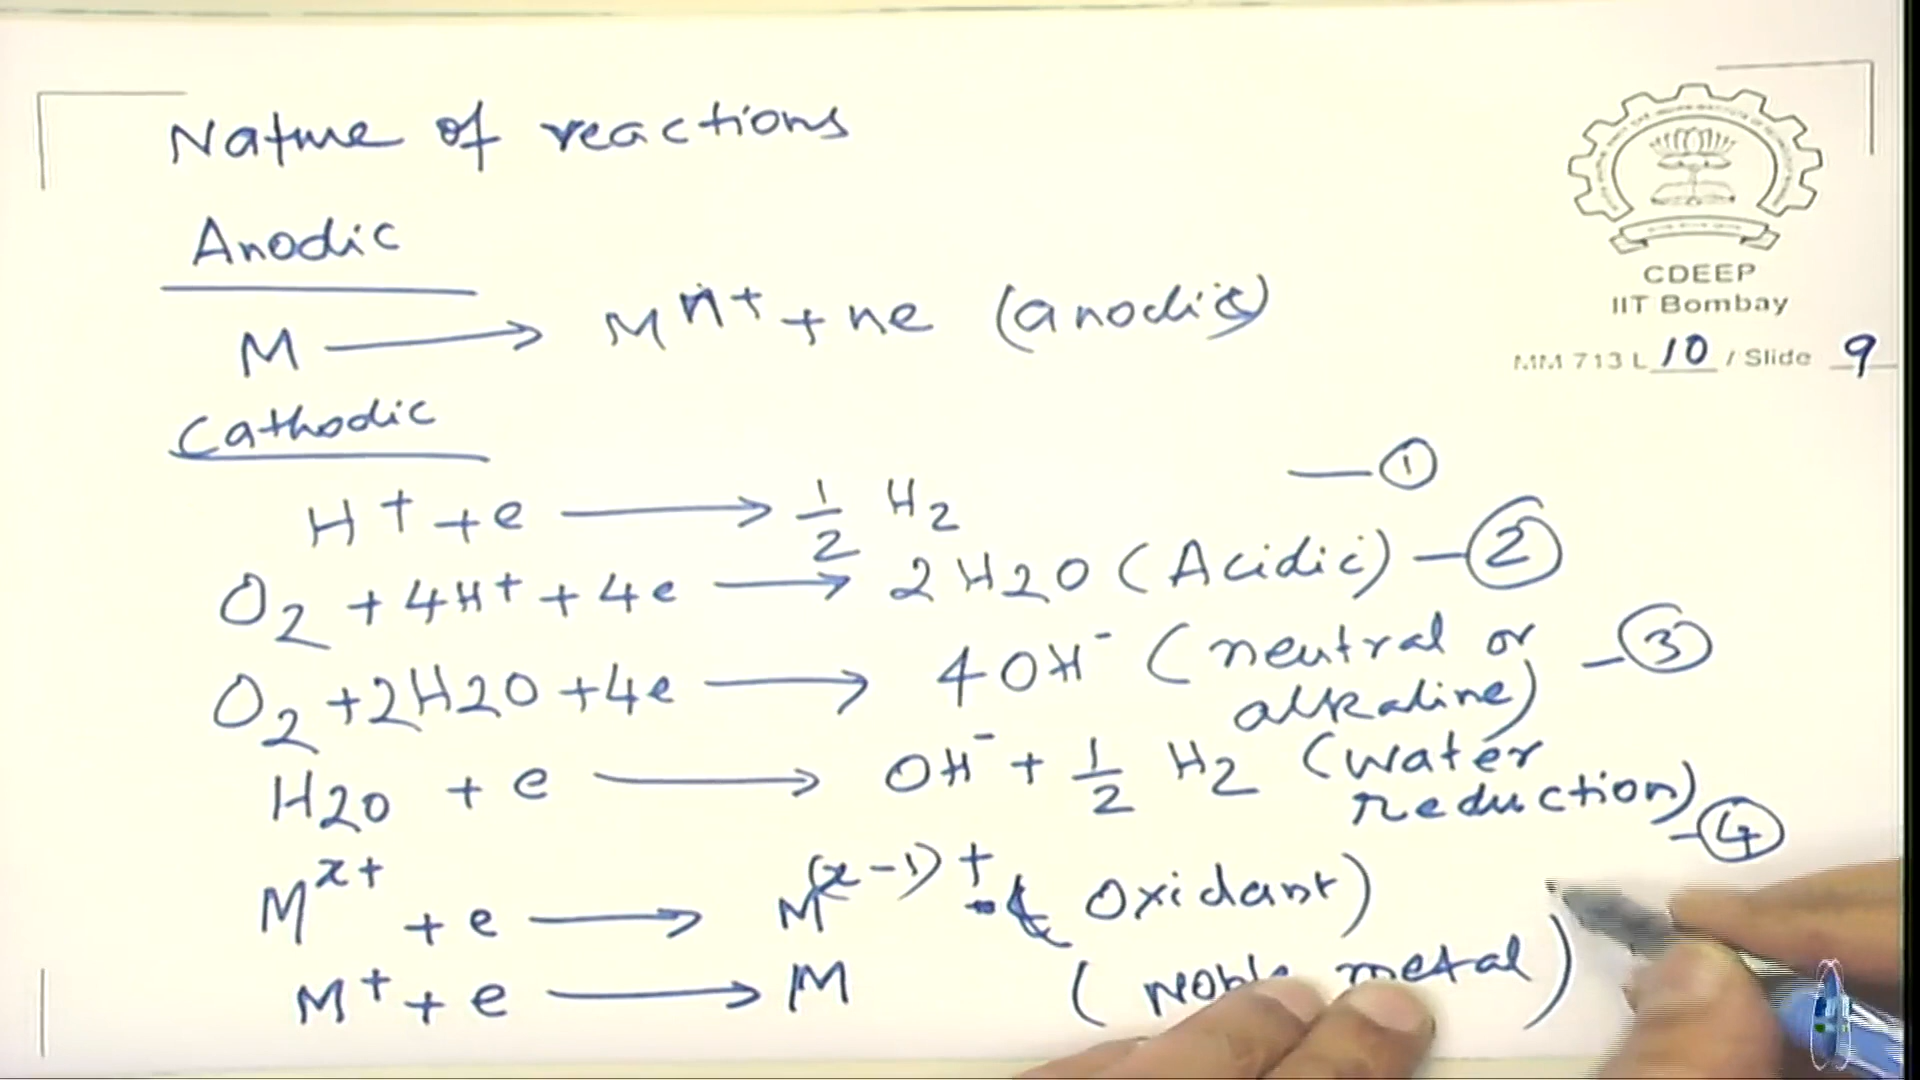 Nature of reactions
Anodic
M ⟶ Mⁿ⁺ + ne (anodic)
Cathodic
H⁺ + e ⟶ 1/2 H₂ — ①
O₂ + 4H⁺ + 4e ⟶ 2H2O (Acidic) — ②
O₂ + 2H2O + 4e ⟶ 4OH⁻ (neutral or alkaline) — ③
H2O + e ⟶ OH⁻ + 1/2 H₂ (water reduction) — ④
Mˣ⁺ + e ⟶ M⁽ˣ⁻¹⁾⁺ (Oxidant)
M⁺ + e ⟶ M (metal)
CDEEP
IIT Bombay
MM 713 L 10 / Slide 9